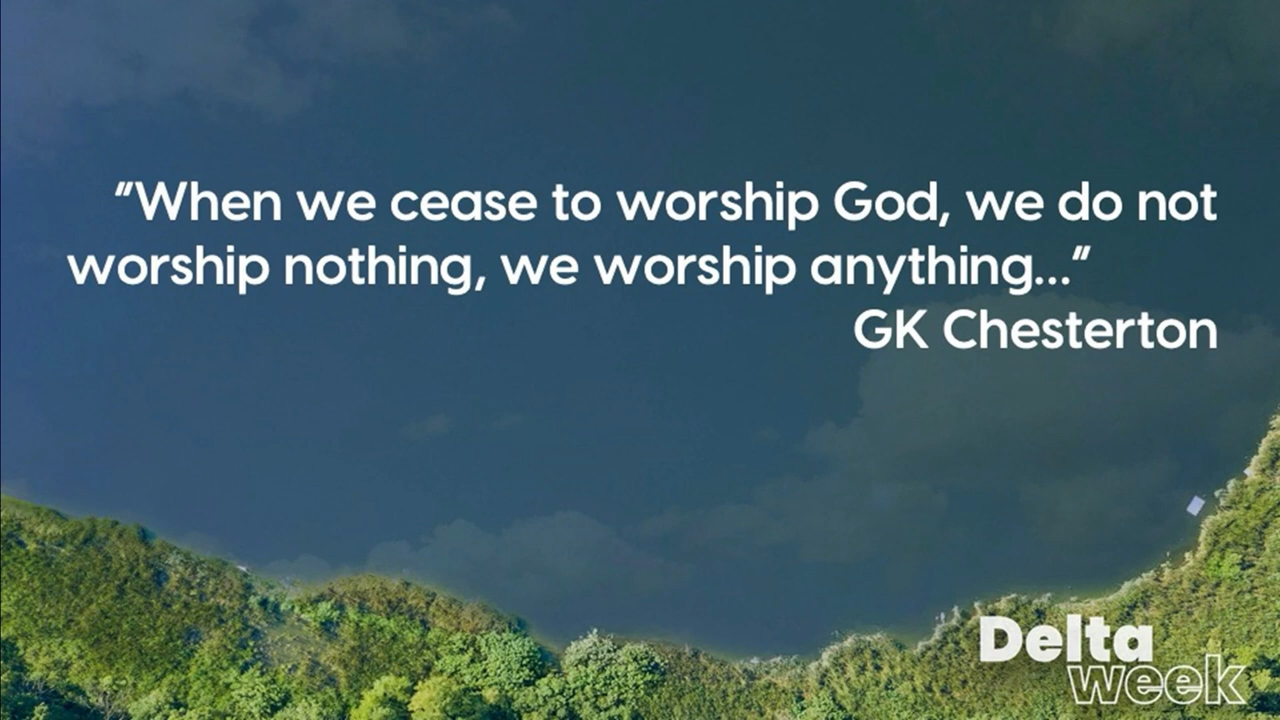 "When we cease to worship God, we do not
worship nothing, we worship anything..."
GK Chesterton
Delta
week